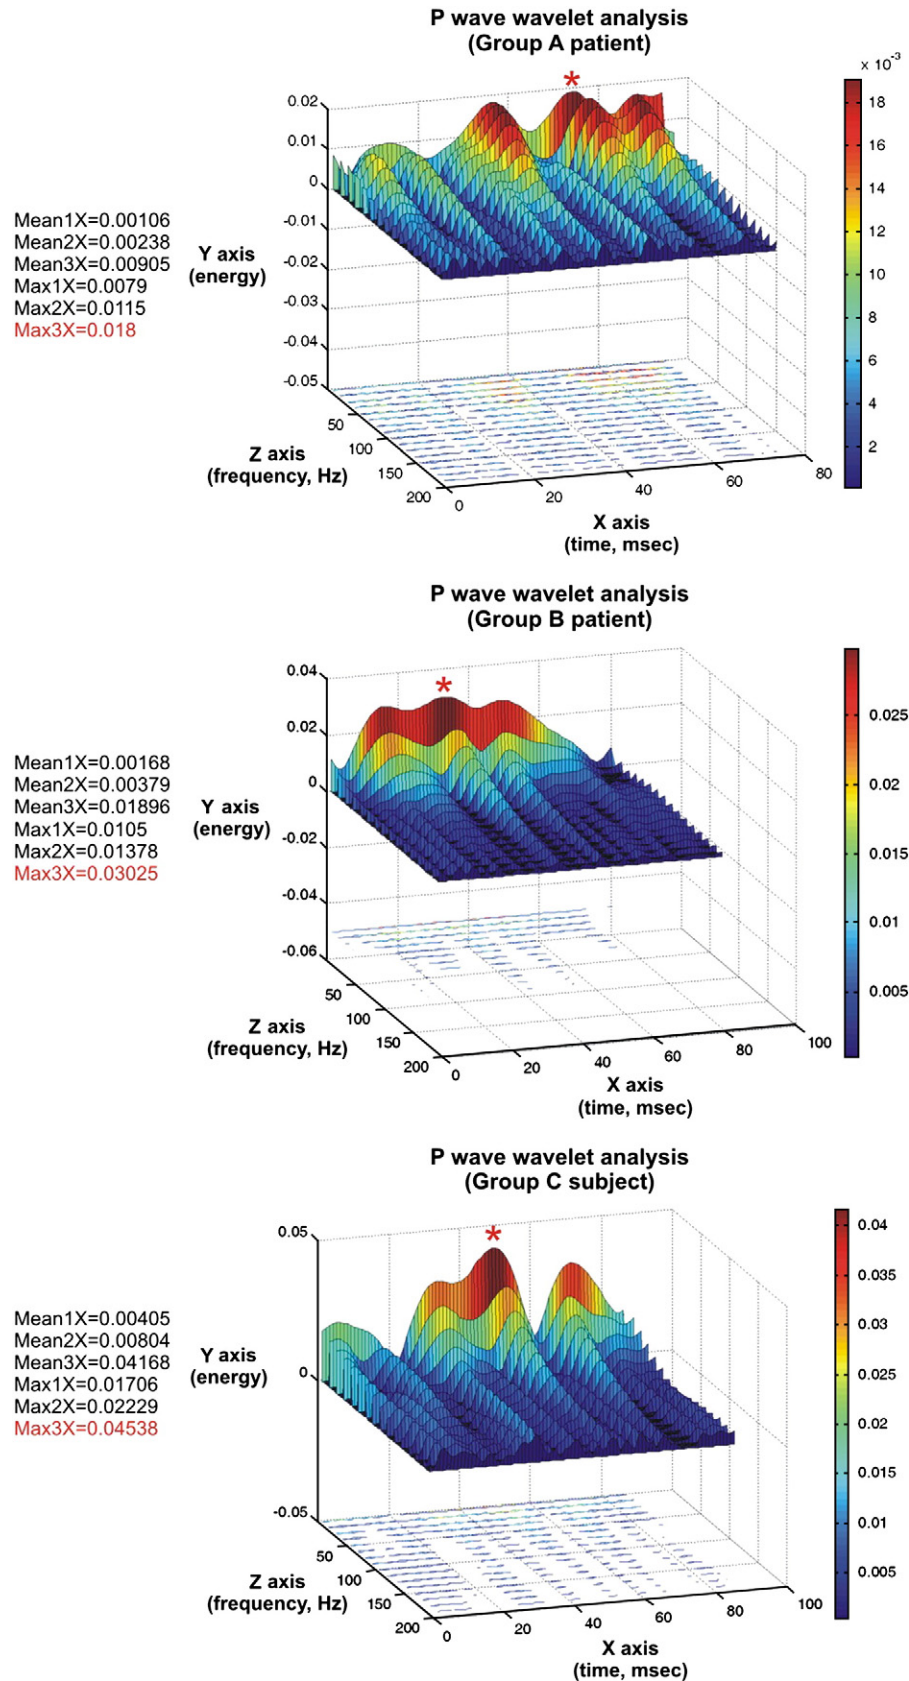 P wave wavelet analysis
(Group A patient)
x 10⁻³
Mean1X=0.00106
Mean2X=0.00238
Mean3X=0.00905
Max1X=0.0079
Max2X=0.0115
Max3X=0.018
Y axis
(energy)
0.02
0.01
0
-0.01
-0.02
-0.03
-0.04
-0.05
Z axis
(frequency, Hz)
50
100
150
200
0
20
40
60
80
X axis
(time, msec)
18
16
14
12
10
8
6
4
2
P wave wavelet analysis
(Group B patient)
Mean1X=0.00168
Mean2X=0.00379
Mean3X=0.01896
Max1X=0.0105
Max2X=0.01378
Max3X=0.03025
Y axis
(energy)
0.04
0.02
0
-0.02
-0.04
-0.06
Z axis
(frequency, Hz)
50
100
150
200
0
20
40
60
80
100
X axis
(time, msec)
0.025
0.02
0.015
0.01
0.005
P wave wavelet analysis
(Group C subject)
Mean1X=0.00405
Mean2X=0.00804
Mean3X=0.04168
Max1X=0.01706
Max2X=0.02229
Max3X=0.04538
Y axis
(energy)
0.05
0
-0.05
Z axis
(frequency, Hz)
50
100
150
200
0
20
40
60
80
100
X axis
(time, msec)
0.04
0.035
0.03
0.025
0.02
0.015
0.01
0.005